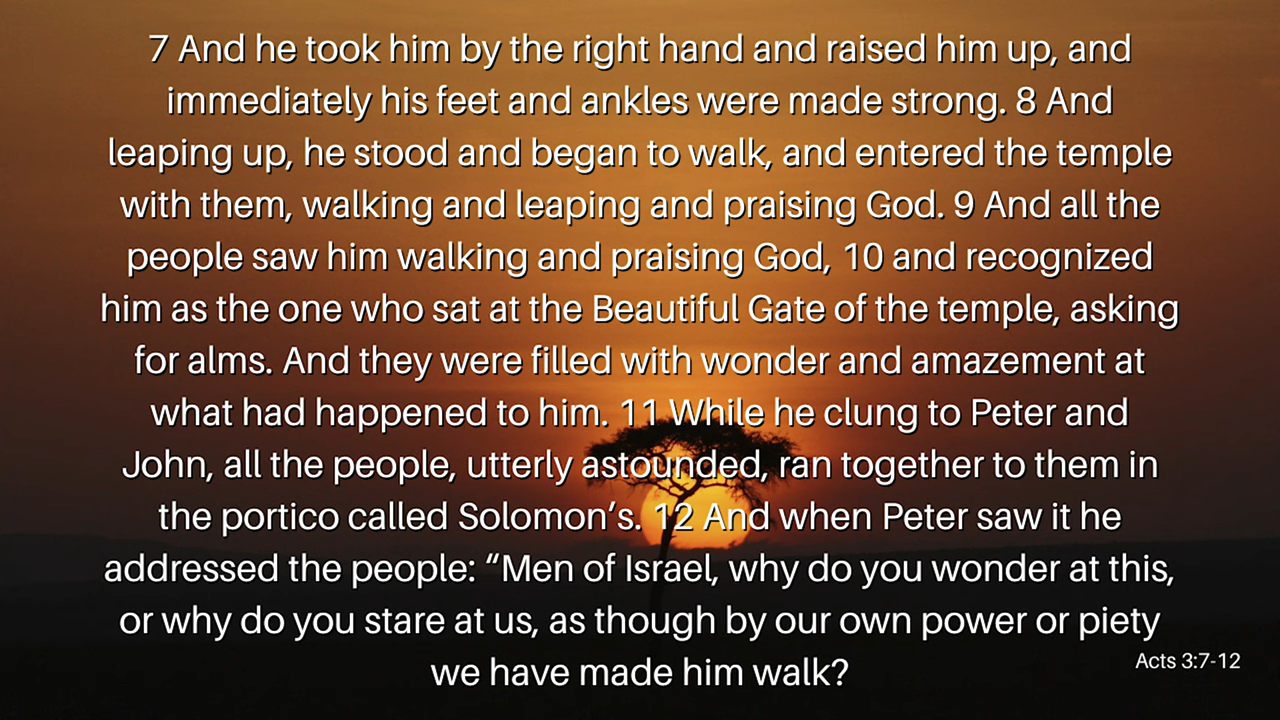 7 And he took him by the right hand and raised him up, and
immediately his feet and ankles were made strong. 8 And
leaping up, he stood and began to walk, and entered the temple
with them, walking and leaping and praising God. 9 And all the
people saw him walking and praising God, 10 and recognized
him as the one who sat at the Beautiful Gate of the temple, asking
for alms. And they were filled with wonder and amazement at
what had happened to him. 11 While he clung to Peter and
John, all the people, utterly astounded, ran together to them in
the portico called Solomon’s. 12 And when Peter saw it he
addressed the people: “Men of Israel, why do you wonder at this,
or why do you stare at us, as though by our own power or piety
we have made him walk?
Acts 3:7-12